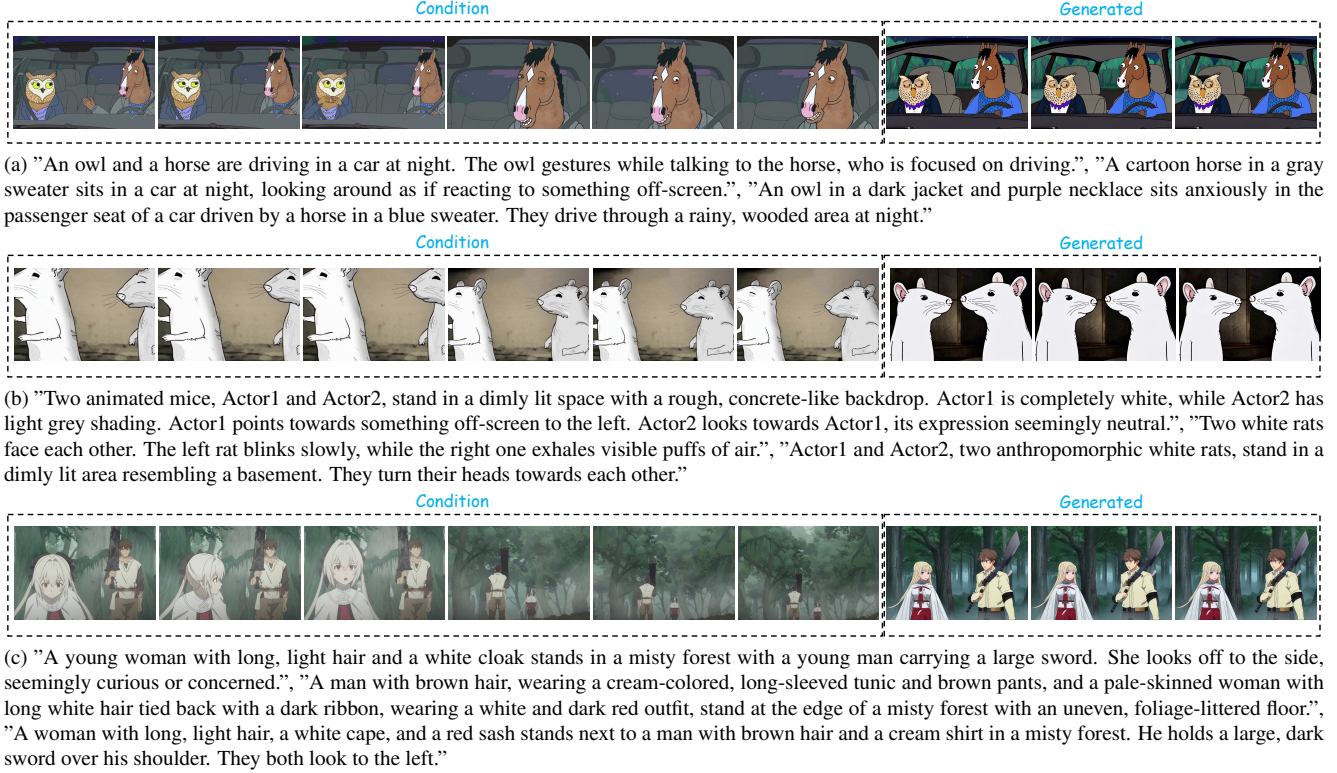 Condition
Generated
(a) ”An owl and a horse are driving in a car at night. The owl gestures while talking to the horse, who is focused on driving.”, ”A cartoon horse in a gray
sweater sits in a car at night, looking around as if reacting to something off-screen.”, ”An owl in a dark jacket and purple necklace sits anxiously in the
passenger seat of a car driven by a horse in a blue sweater. They drive through a rainy, wooded area at night.”
Condition
Generated
(b) ”Two animated mice, Actor1 and Actor2, stand in a dimly lit space with a rough, concrete-like backdrop. Actor1 is completely white, while Actor2 has
light grey shading. Actor1 points towards something off-screen to the left. Actor2 looks towards Actor1, its expression seemingly neutral.”, ”Two white rats
face each other. The left rat blinks slowly, while the right one exhales visible puffs of air.”, ”Actor1 and Actor2, two anthropomorphic white rats, stand in a
dimly lit area resembling a basement. They turn their heads towards each other.”
Condition
Generated
(c) ”A young woman with long, light hair and a white cloak stands in a misty forest with a young man carrying a large sword. She looks off to the side,
seemingly curious or concerned.”, ”A man with brown hair, wearing a cream-colored, long-sleeved tunic and brown pants, and a pale-skinned woman with
long white hair tied back with a dark ribbon, wearing a white and dark red outfit, stand at the edge of a misty forest with an uneven, foliage-littered floor.”,
”A woman with long, light hair, a white cape, and a red sash stands next to a man with brown hair and a cream shirt in a misty forest. He holds a large, dark
sword over his shoulder. They both look to the left.”